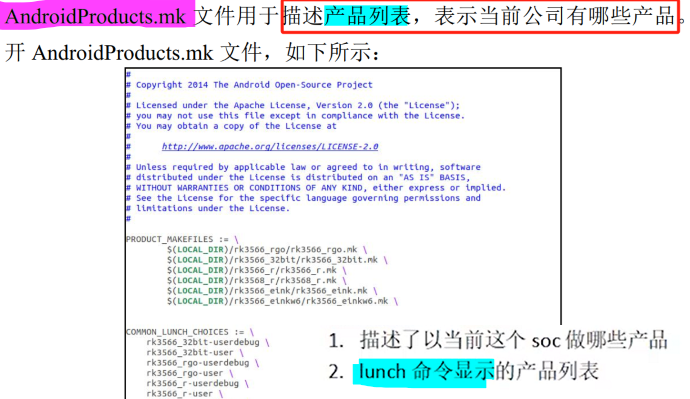 AndroidProducts.mk 文件用于描述产品列表，表示当前公司有哪些产品。
开 AndroidProducts.mk 文件，如下所示：
#
# Copyright 2014 The Android Open-Source Project
#
# Licensed under the Apache License, Version 2.0 (the "License");
# you may not use this file except in compliance with the License.
# You may obtain a copy of the License at
#
#      http://www.apache.org/licenses/LICENSE-2.0
#
# Unless required by applicable law or agreed to in writing, software
# distributed under the License is distributed on an "AS IS" BASIS,
# WITHOUT WARRANTIES OR CONDITIONS OF ANY KIND, either express or implied.
# See the License for the specific language governing permissions and
# limitations under the License.
#
PRODUCT_MAKEFILES := \
        $(LOCAL_DIR)/rk3566_rgo/rk3566_rgo.mk \
        $(LOCAL_DIR)/rk3566_32bit/rk3566_32bit.mk \
        $(LOCAL_DIR)/rk3566_r/rk3566_r.mk \
        $(LOCAL_DIR)/rk3568_r/rk3568_r.mk \
        $(LOCAL_DIR)/rk3566_eink/rk3566_eink.mk \
        $(LOCAL_DIR)/rk3566_einkw6/rk3566_einkw6.mk \
COMMON_LUNCH_CHOICES := \
    rk3566_32bit-userdebug \
    rk3566_32bit-user \
    rk3566_rgo-userdebug \
    rk3566_rgo-user \
    rk3566_r-userdebug \
    rk3566_r-user \
1. 描述了以当前这个 soc 做哪些产品
2. lunch 命令显示的产品列表